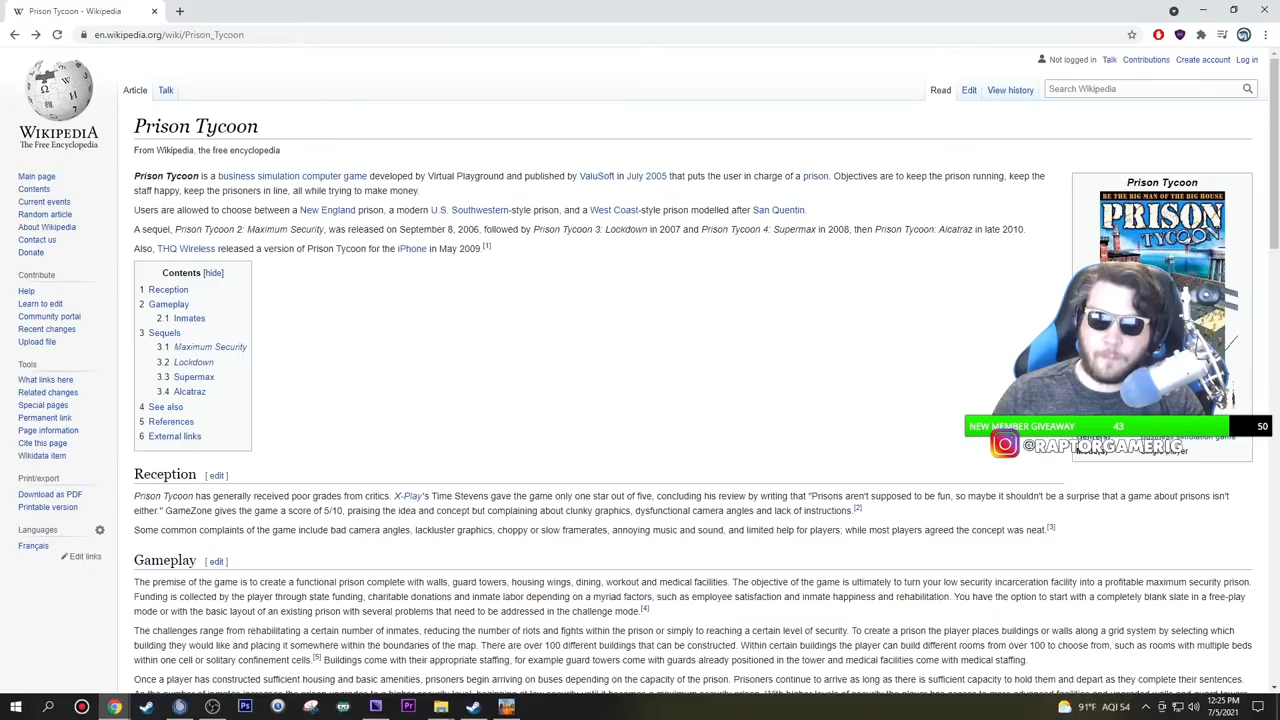 Prison Tycoon - Wikipedia
en.wikipedia.org/wiki/Prison_Tycoon
Not logged in Talk Contributions Create account Log in
Article Talk Read Edit View history Search Wikipedia
WIKIPEDIA
The Free Encyclopedia
Main page
Contents
Current events
Random article
About Wikipedia
Contact us
Donate
Contribute
Help
Learn to edit
Community portal
Recent changes
Upload file
Tools
What links here
Related changes
Special pages
Permanent link
Page information
Cite this page
Wikidata item
Print/export
Download as PDF
Printable version
Languages
Français
Edit links
Prison Tycoon
From Wikipedia, the free encyclopedia
Prison Tycoon is a business simulation computer game developed by Virtual Playground and published by ValuSoft in July 2005 that puts the user in charge of a prison. Objectives are to keep the prison running, keep the
staff happy, keep the prisoners in line, all while trying to make money.
Users are allowed to choose between a New England prison, a modern U.S. Southwestern-style prison, and a West Coast-style prison modelled after San Quentin.
A sequel, Prison Tycoon 2: Maximum Security, was released on September 8, 2006, followed by Prison Tycoon 3: Lockdown in 2007 and Prison Tycoon 4: Supermax in 2008, then Prison Tycoon: Alcatraz in late 2010.
Also, THQ Wireless released a version of Prison Tycoon for the iPhone in May 2009.[1]
Contents [hide]
1 Reception
2 Gameplay
2.1 Inmates
3 Sequels
3.1 Maximum Security
3.2 Lockdown
3.3 Supermax
3.4 Alcatraz
4 See also
5 References
6 External links
Prison Tycoon
BE THE BIG MAN OF THE BIG HOUSE
PRISON
TYCOON
NEW MEMBER GIVEAWAY 43 50
Business simulation game
@RAPTORGAMERIG
Reception [ edit ]
Prison Tycoon has generally received poor grades from critics. X-Play's Time Stevens gave the game only one star out of five, concluding his review by writing that "Prisons aren't supposed to be fun, so maybe it shouldn't be a surprise that a game about prisons isn't
either." GameZone gives the game a score of 5/10, praising the idea and concept but complaining about clunky graphics, dysfunctional camera angles and lack of instructions.[2]
Some common complaints of the game include bad camera angles, lackluster graphics, choppy or slow framerates, annoying music and sound, and limited help for players; while most players agreed the concept was neat.[3]
Gameplay [ edit ]
The premise of the game is to create a functional prison complete with walls, guard towers, housing wings, dining, workout and medical facilities. The objective of the game is ultimately to turn your low security incarceration facility into a profitable maximum security prison.
Funding is collected by the player through state funding, charitable donations and inmate labor depending on a myriad factors, such as employee satisfaction and inmate happiness and rehabilitation. You have the option to start with a completely blank slate in a free-play
mode or with the basic layout of an existing prison with several problems that need to be addressed in the challenge mode.[4]
The challenges range from rehabilitating a certain number of inmates, reducing the number of riots and fights within the prison or simply to reaching a certain level of security. To create a prison the player places buildings or walls along a grid system by selecting which
building they would like and placing it somewhere within the boundaries of the map. There are over 100 different buildings that can be constructed. Within certain buildings the player can build different rooms from over 100 to choose from, such as rooms with multiple beds
within one cell or solitary confinement cells.[5] Buildings come with their appropriate staffing, for example guard towers come with guards already positioned in the tower and medical facilities come with medical staffing.
Once a player has constructed sufficient housing and basic amenities, prisoners begin arriving on buses depending on the capacity of the prison. Prisoners continue to arrive as long as there is sufficient capacity to hold them and depart as they complete their sentences.
91°F AQI 54
12:25 PM
7/5/2021